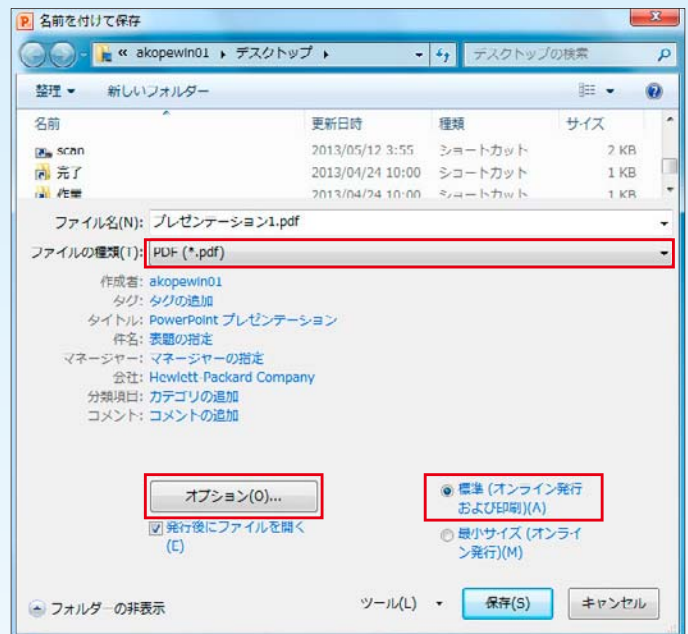 名前を付けて保存
« akopewin01 ▸ デスクトップ ▸ デスクトップの検索
整理 ▼ 新しいフォルダー
名前 更新日時 種類 サイズ
scan 2013/05/12 3:55 ショートカット 2 KB
完了 2013/04/24 10:00 ショートカット 1 KB
作業 2013/04/24 10:00 ショートカット 1 KB
ファイル名(N): プレゼンテーション1.pdf
ファイルの種類(T): PDF (*.pdf)
作成者: akopewin01
タグ: タグの追加
タイトル: PowerPoint プレゼンテーション
件名: 表題の指定
マネージャー: マネージャーの指定
会社: Hewlett-Packard Company
分類項目: カテゴリの追加
コメント: コメントの追加
オプション(O)...
発行後にファイルを開く
(E)
標準 (オンライン発行
および印刷)(A)
最小サイズ (オンライ
ン発行)(M)
フォルダーの非表示 ツール(L) ▼ 保存(S) キャンセル